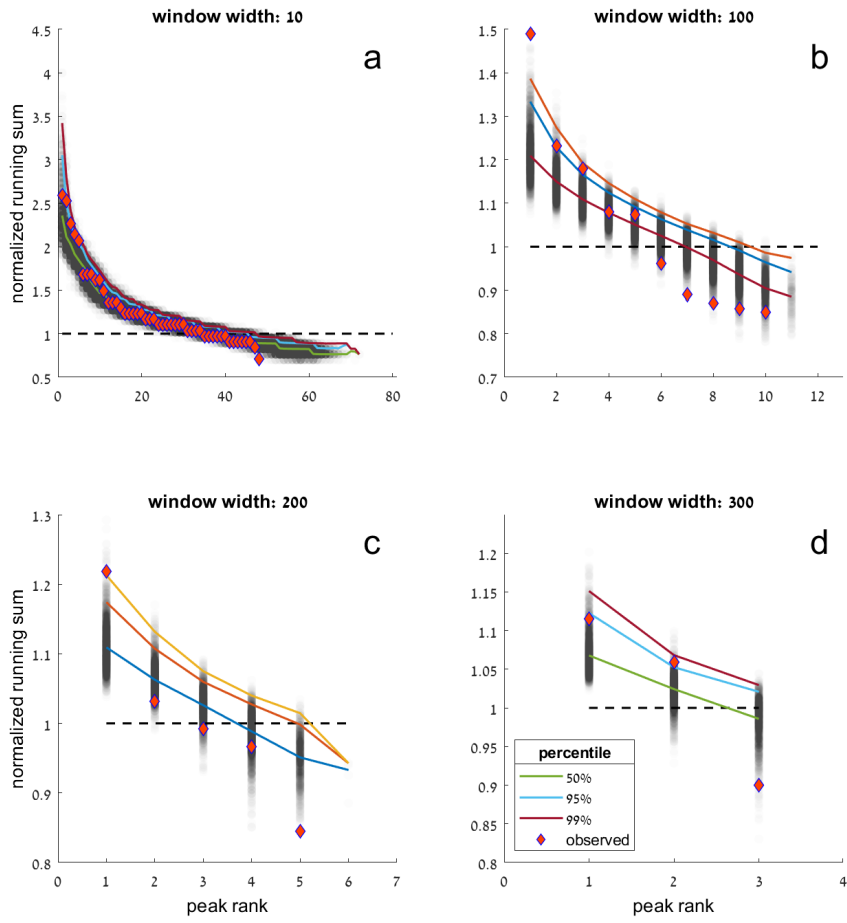 window width: 10
a
normalized running sum
4.5
4
3.5
3
2.5
2
1.5
1
0.5
0 20 40 60 80
window width: 100
b
1.5
1.4
1.3
1.2
1.1
1
0.9
0.8
0.7
0 2 4 6 8 10 12
window width: 200
c
normalized running sum
1.3
1.2
1.1
1
0.9
0.8
0 1 2 3 4 5 6 7
peak rank
window width: 300
d
1.2
1.15
1.1
1.05
1
0.95
0.9
0.85
0.8
percentile
50%
95%
99%
observed
0 1 2 3 4
peak rank